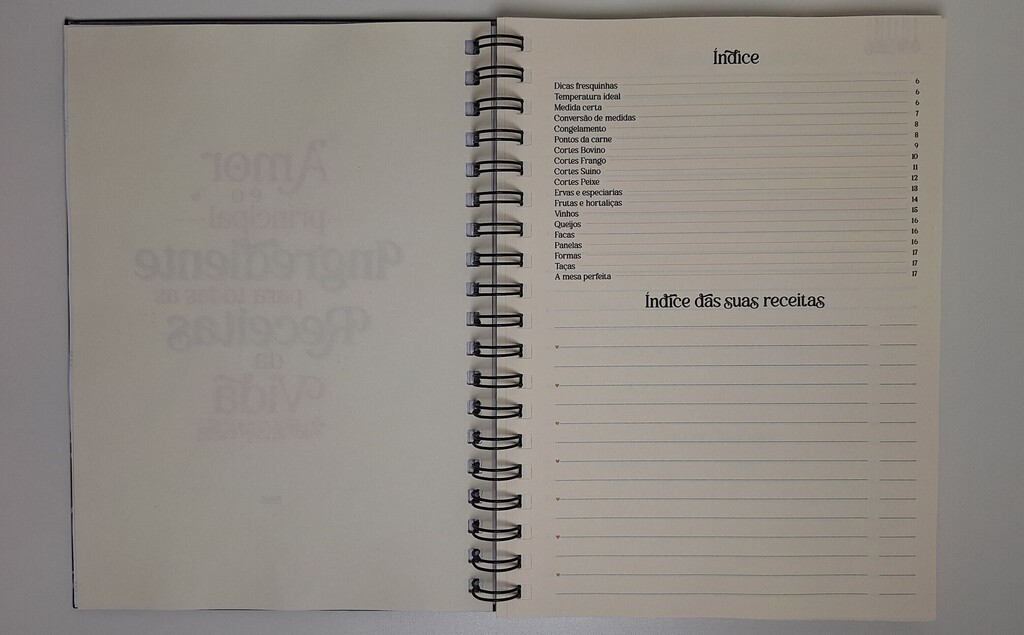 Amor
é o
principal
Ingrediente
para todas as
Receitas
da
Vida
Índice
Dicas fresquinhas 6
Temperatura ideal 6
Medida certa 6
Conversão de medidas 7
Congelamento 8
Pontos da carne 8
Cortes Bovino 9
Cortes Frango 10
Cortes Suíno 11
Cortes Peixe 12
Ervas e especiarias 13
Frutas e hortaliças 14
Vinhos 15
Queijos 16
Facas 16
Panelas 16
Formas 17
Taças 17
A mesa perfeita 17
Índice das suas receitas